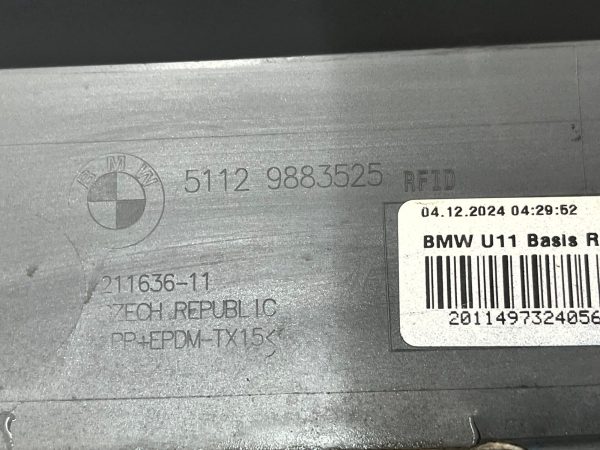 BMW
5112 9883525 RFID
211636-11
CZECH REPUBLIC
PP+EPDM-TX15<
04.12.2024 04:29:52
BMW U11 Basis R
2011497324056